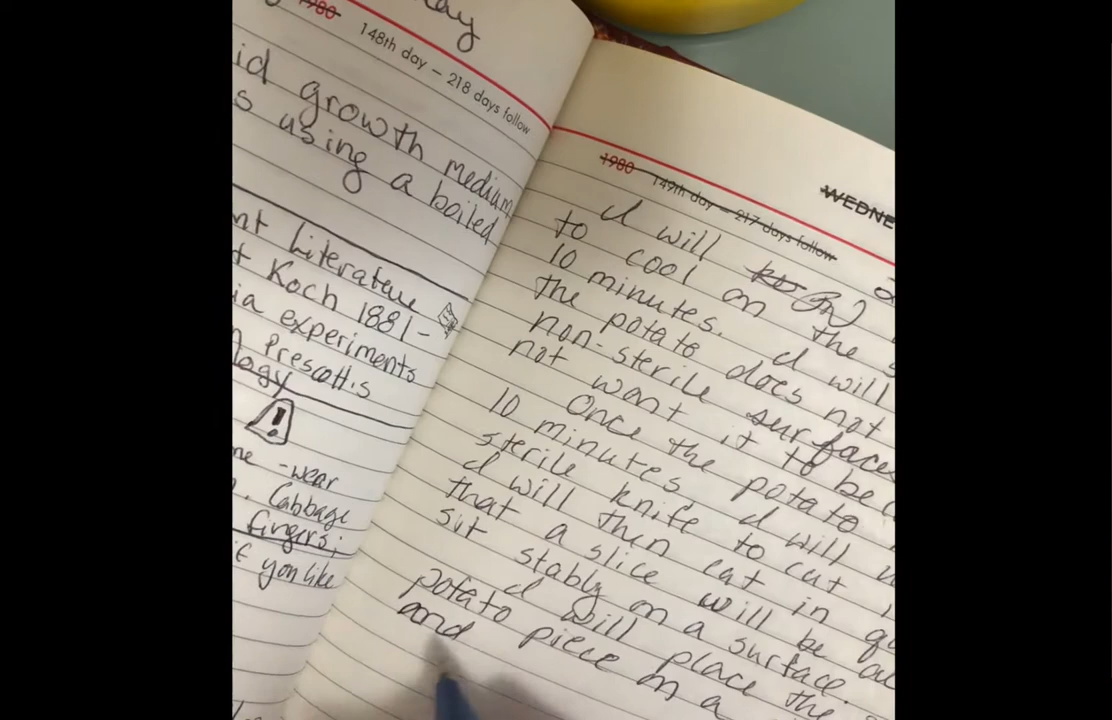 day
1980 148th day – 218 days follow
id growth medium
s using a boiled
nt Literature
t Koch 1881-
ia experiments
Prescott's
logy
!
me -wear
. Cabbage
fingers;
if you like
1980 149th day – 217 days follow
WEDNE
I will
to cool on the
10 minutes. I will
the potato does not
non-sterile surface
not want it to be
Once the potato
10 minutes, I will
sterile knife to cut
I will then cut in
that a slice will be
sit stably on a surface.
I will place the
potato piece in a
and